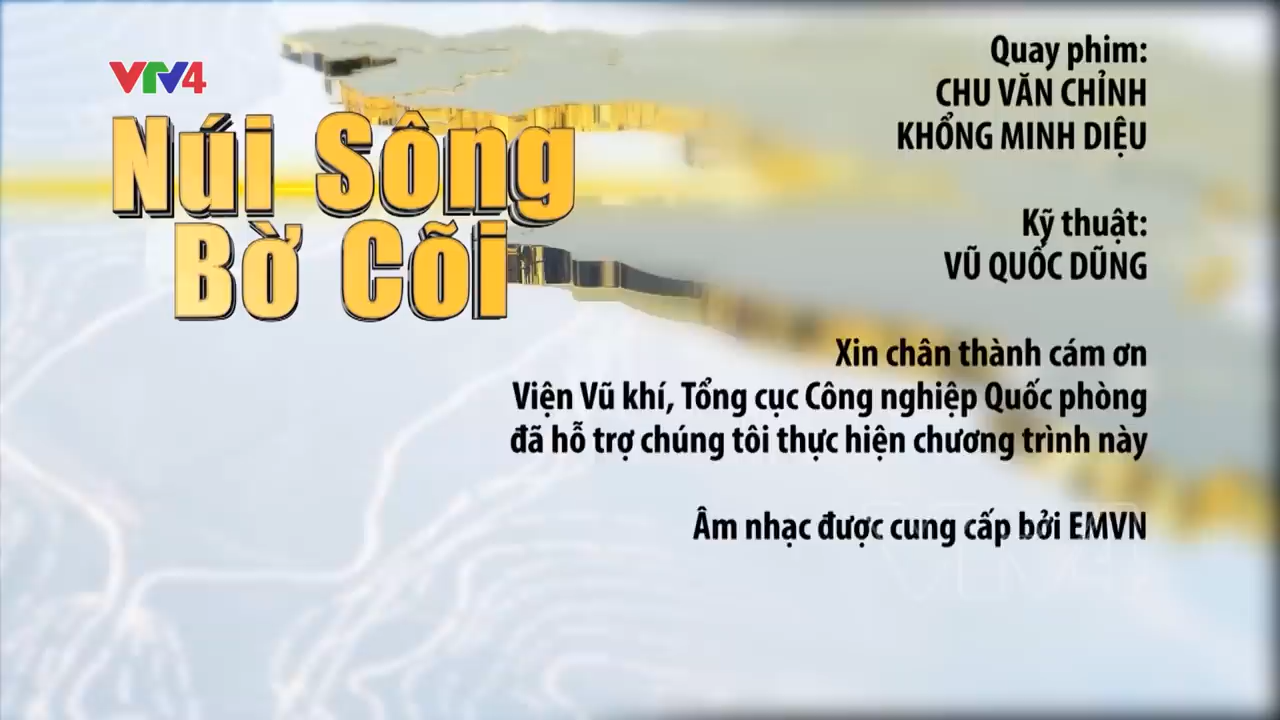 VTV4
Núi Sông
Bờ Cõi
Quay phim:
CHU VĂN CHỈNH
KHỔNG MINH DIỆU
Kỹ thuật:
VŨ QUỐC DŨNG
Xin chân thành cám ơn
Viện Vũ khí, Tổng cục Công nghiệp Quốc phòng
đã hỗ trợ chúng tôi thực hiện chương trình này
Âm nhạc được cung cấp bởi EMVN